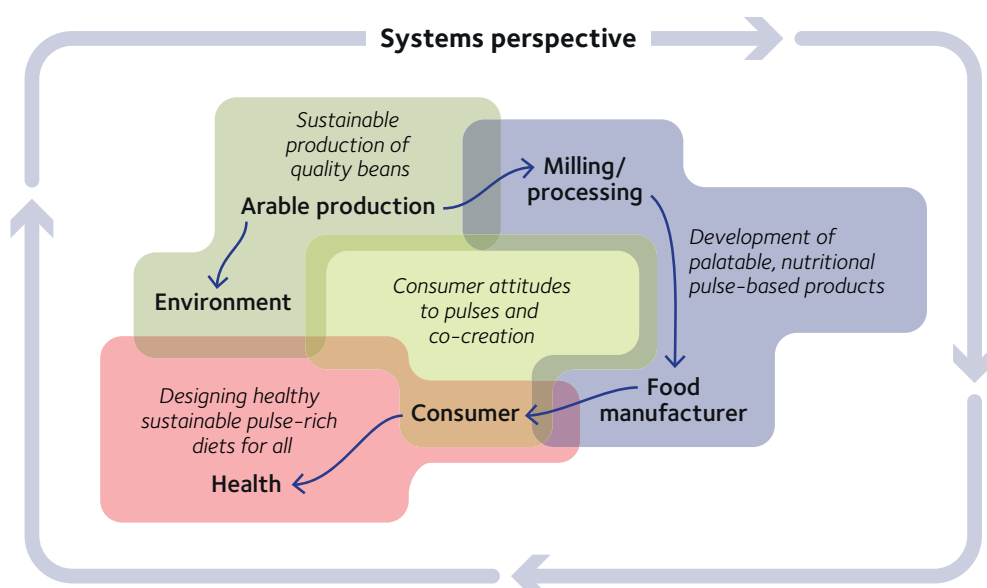 Systems perspective
Sustainable
production of
quality beans
Arable production
Milling/
processing
Environment
Development of
palatable, nutritional
pulse-based products
Consumer attitudes
to pulses and
co-creation
Designing healthy
sustainable pulse-rich
diets for all
Consumer
Food
manufacturer
Health